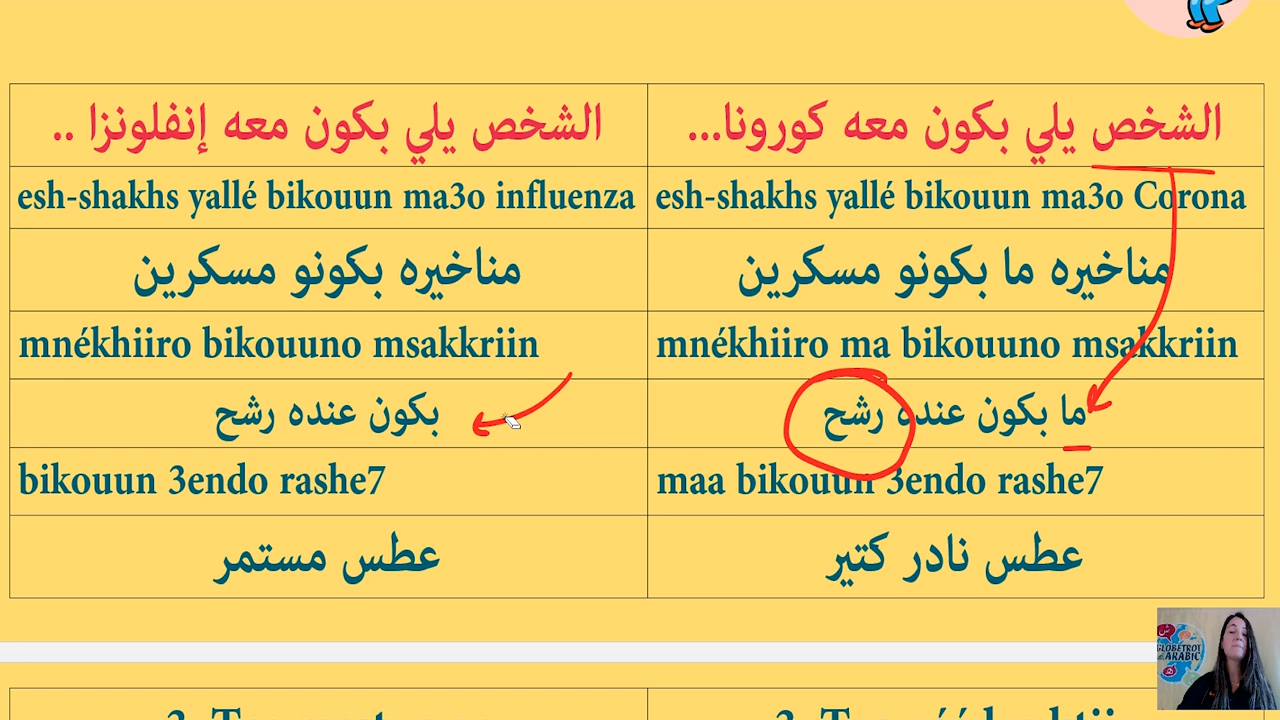 الشخص يلي بكون معه إنفلونزا ..
الشخص يلي بكون معه كورونا...
esh-shakhs yallé bikouun ma3o influenza
esh-shakhs yallé bikouun ma3o Corona
مناخيره بكونو مسكرين
مناخيره ما بكونو مسكرين
mnékhiiro bikouuno msakkriin
mnékhiiro ma bikouuno msakkriin
بكون عنده رشح
ما بكون عنده رشح
bikouun 3endo rashe7
maa bikouun 3endo rashe7
عطس مستمر
عطس نادر كتير
GLOBETROT
ARABIC